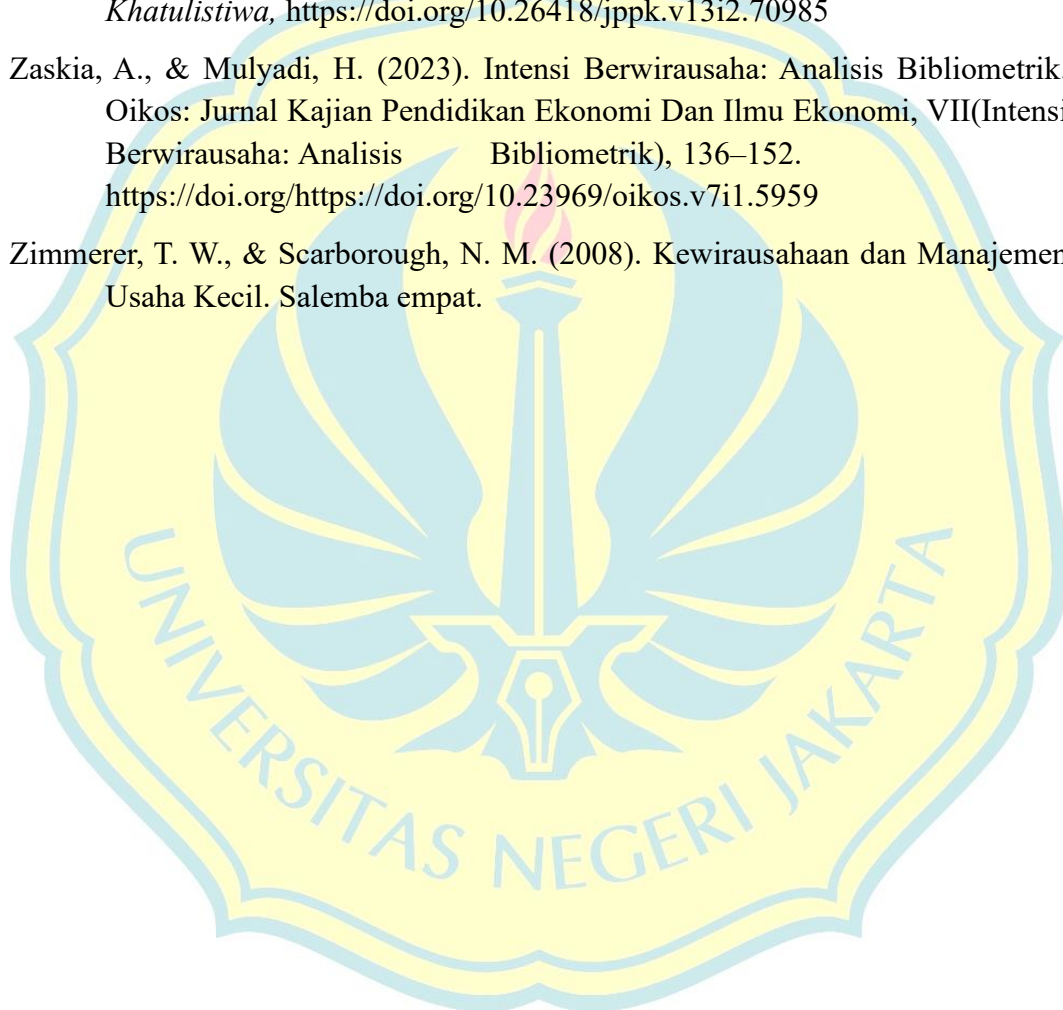 Khatulistiwa, https://doi.org/10.26418/jppk.v13i2.70985
Zaskia, A., & Mulyadi, H. (2023). Intensi Berwirausaha: Analisis Bibliometrik.
Oikos: Jurnal Kajian Pendidikan Ekonomi Dan Ilmu Ekonomi, VII(Intensi
Berwirausaha: Analisis Bibliometrik), 136–152.
https://doi.org/https://doi.org/10.23969/oikos.v7i1.5959
Zimmerer, T. W., & Scarborough, N. M. (2008). Kewirausahaan dan Manajemen
Usaha Kecil. Salemba empat.
UNIVERSITAS NEGERI JAKARTA